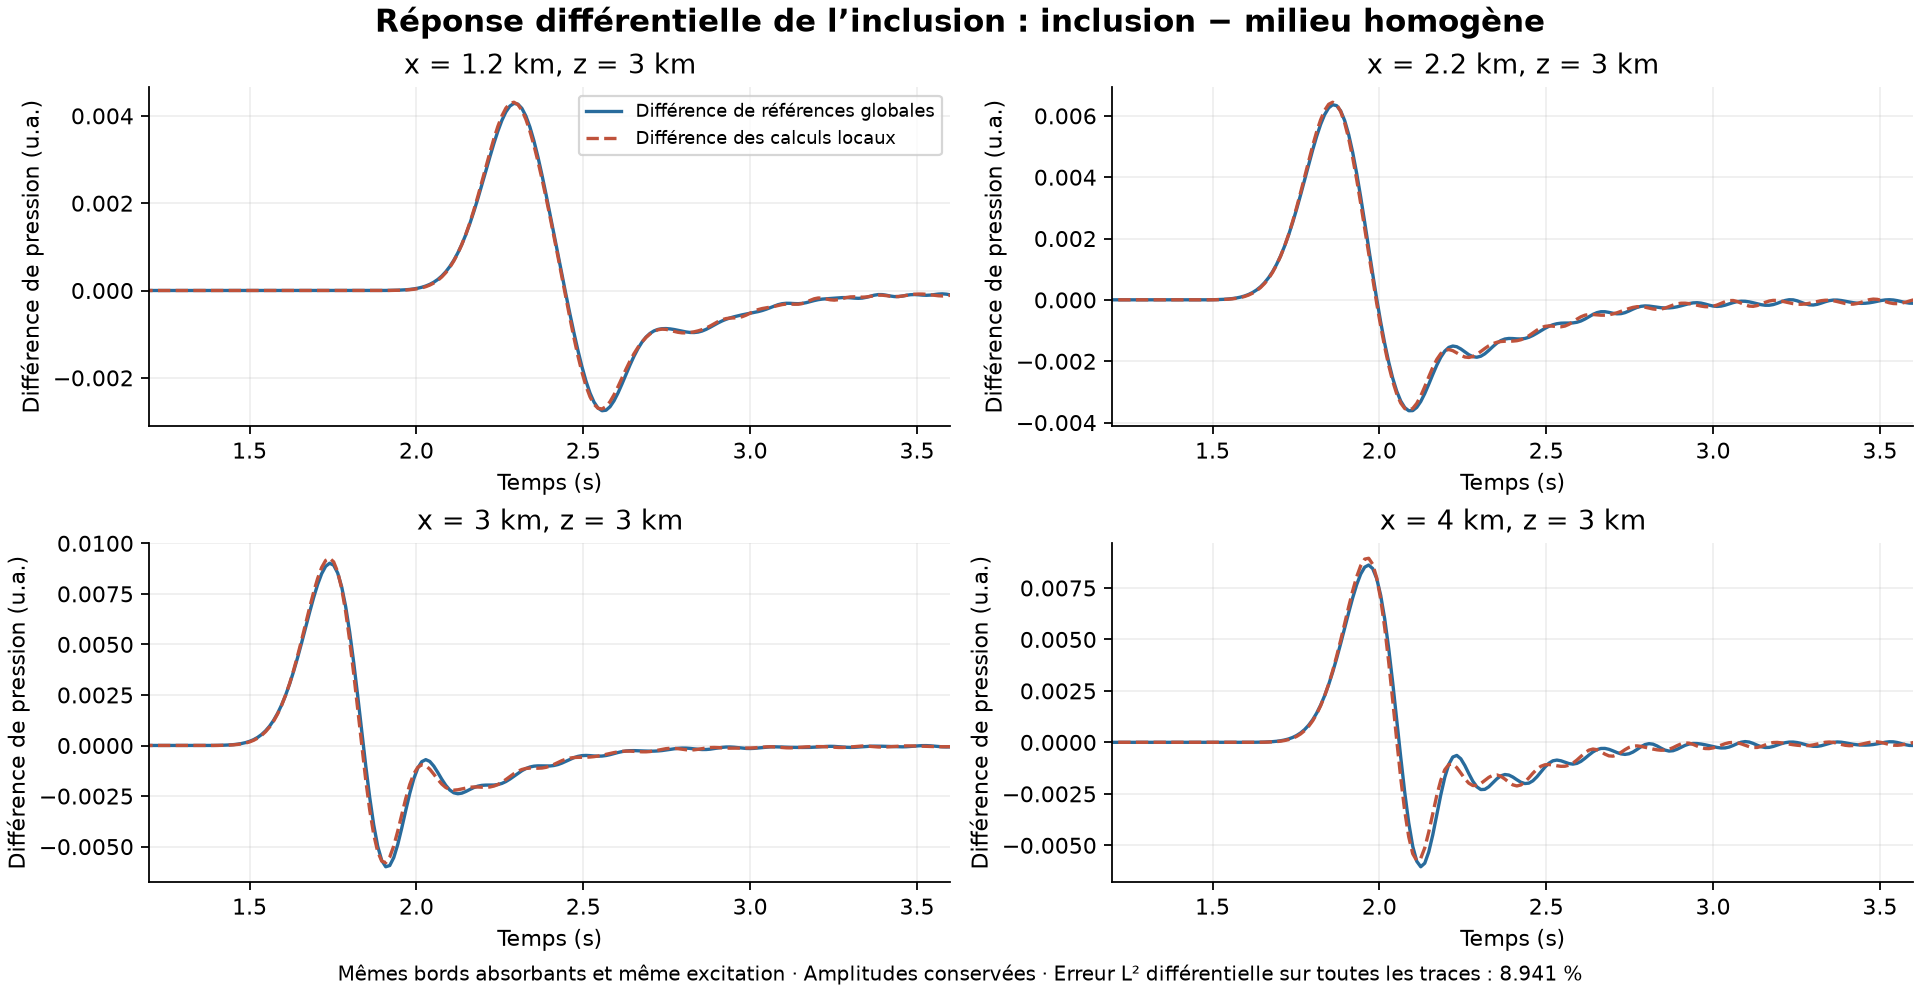 Réponse différentielle de l’inclusion : inclusion − milieu homogène
x = 1.2 km, z = 3 km
Différence de pression (u.a.)
0.004
0.002
0.000
−0.002
Différence de références globales
Différence des calculs locaux
1.5 2.0 2.5 3.0 3.5
Temps (s)
x = 2.2 km, z = 3 km
Différence de pression (u.a.)
0.006
0.004
0.002
0.000
−0.002
−0.004
1.5 2.0 2.5 3.0 3.5
Temps (s)
x = 3 km, z = 3 km
Différence de pression (u.a.)
0.0100
0.0075
0.0050
0.0025
0.0000
−0.0025
−0.0050
1.5 2.0 2.5 3.0 3.5
Temps (s)
x = 4 km, z = 3 km
Différence de pression (u.a.)
0.0075
0.0050
0.0025
0.0000
−0.0025
−0.0050
1.5 2.0 2.5 3.0 3.5
Temps (s)
Mêmes bords absorbants et même excitation · Amplitudes conservées · Erreur L² différentielle sur toutes les traces : 8.941 %